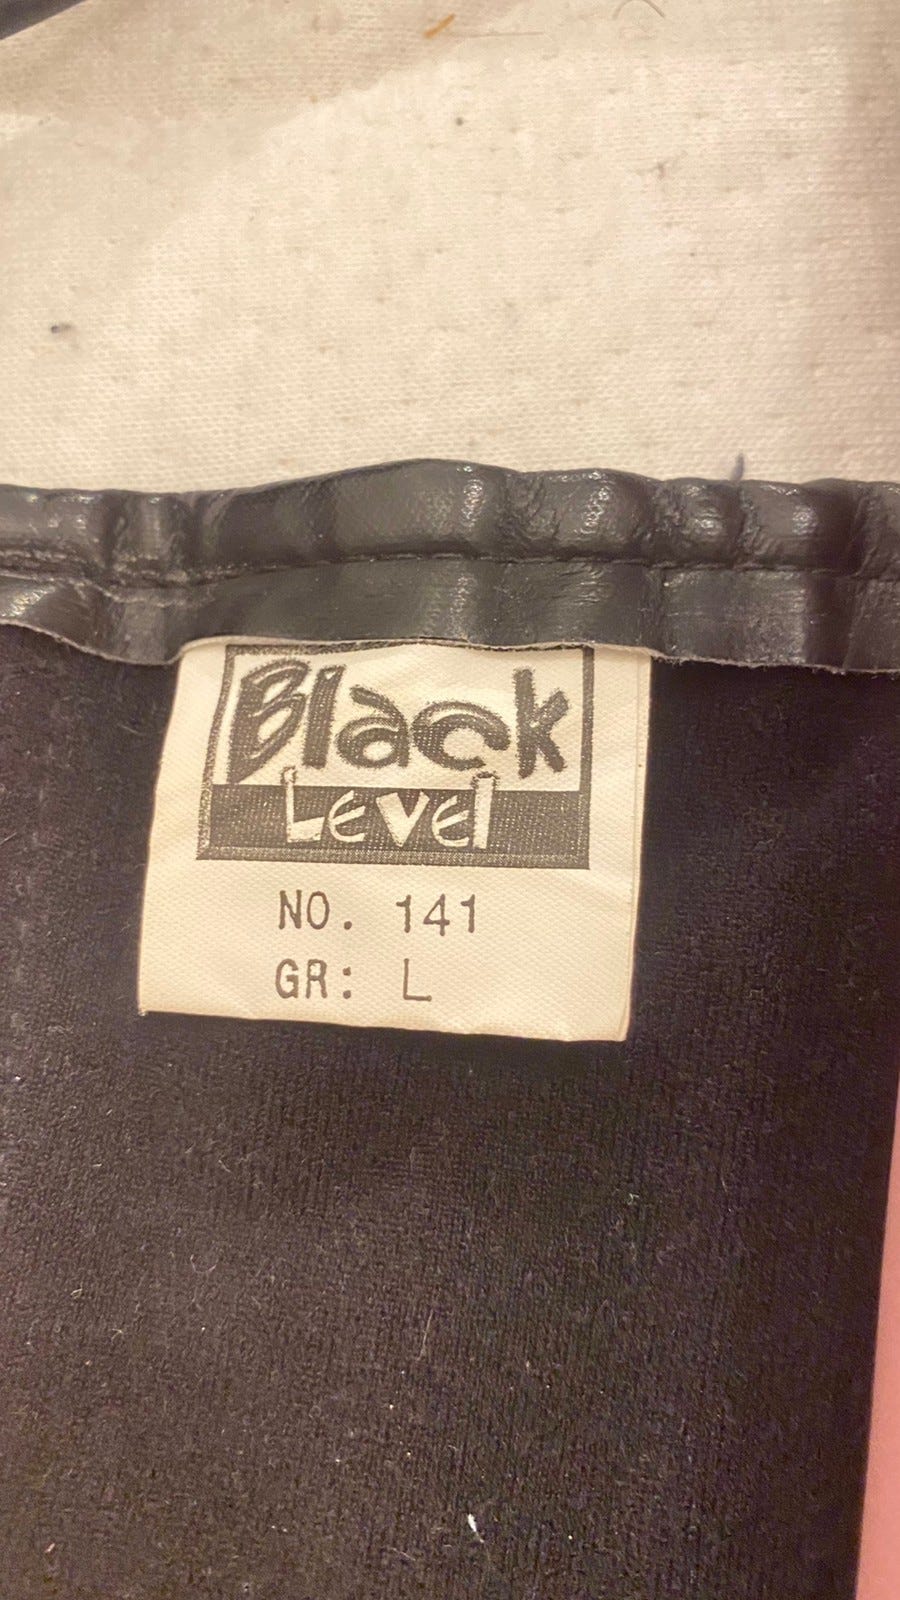 Black
Level
NO. 141
GR: L